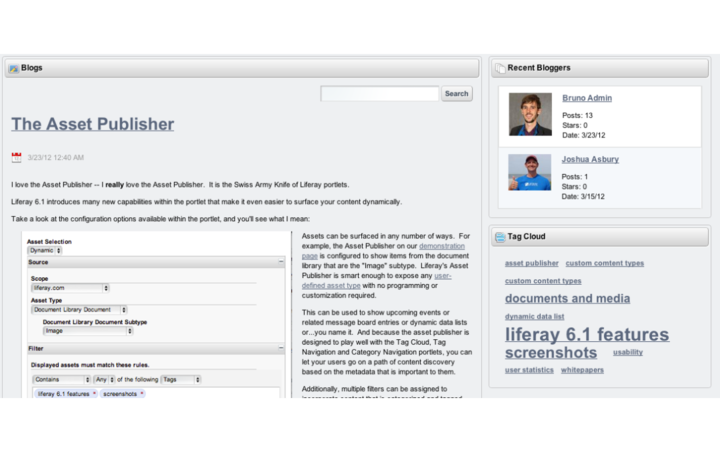 Blogs
Search
The Asset Publisher
3/23/12 12:40 AM
I love the Asset Publisher -- I really love the Asset Publisher. It is the Swiss Army Knife of Liferay portlets.
Liferay 6.1 introduces many new capabilities within the portlet that make it even easier to surface your content dynamically.
Take a look at the configuration options available within the portlet, and you'll see what I mean:
Asset Selection
Dynamic
Source
Scope
liferay.com
Asset Type
Document Library Document
Document Library Document Subtype
Image
Filter
Displayed assets must match these rules.
Contains Any of the following Tags
liferay 6.1 features × screenshots ×
Assets can be surfaced in any number of ways. For
example, the Asset Publisher on our demonstration
page is configured to show items from the document
library that are the "Image" subtype. Liferay's Asset
Publisher is smart enough to expose any user-
defined asset type with no programming or
customization required.
This can be used to show upcoming events or
related message board entries or dynamic data lists
or...you name it. And because the asset publisher is
designed to play well with the Tag Cloud, Tag
Navigation and Category Navigation portlets, you can
let your users go on a path of content discovery
based on the metadata that is important to them.
Additionally, multiple filters can be assigned to
Recent Bloggers
Bruno Admin
Posts: 13
Stars: 0
Date: 3/23/12
Joshua Asbury
Posts: 1
Stars: 0
Date: 3/15/12
Tag Cloud
asset publisher custom comtent types
custom content types
documents and media
dynamic data list
liferay 6.1 features
screenshots usability
user statistics whitepapers